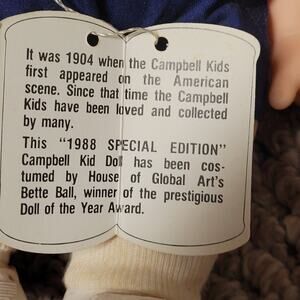 It was 1904 when the Campbell Kids
first appeared on the American
scene. Since that time the Campbell
Kids have been loved and collected
by many.
This "1988 SPECIAL EDITION"
Campbell Kid Doll has been cos-
tumed by House of Global Art's
Bette Ball, winner of the prestigious
Doll of the Year Award.